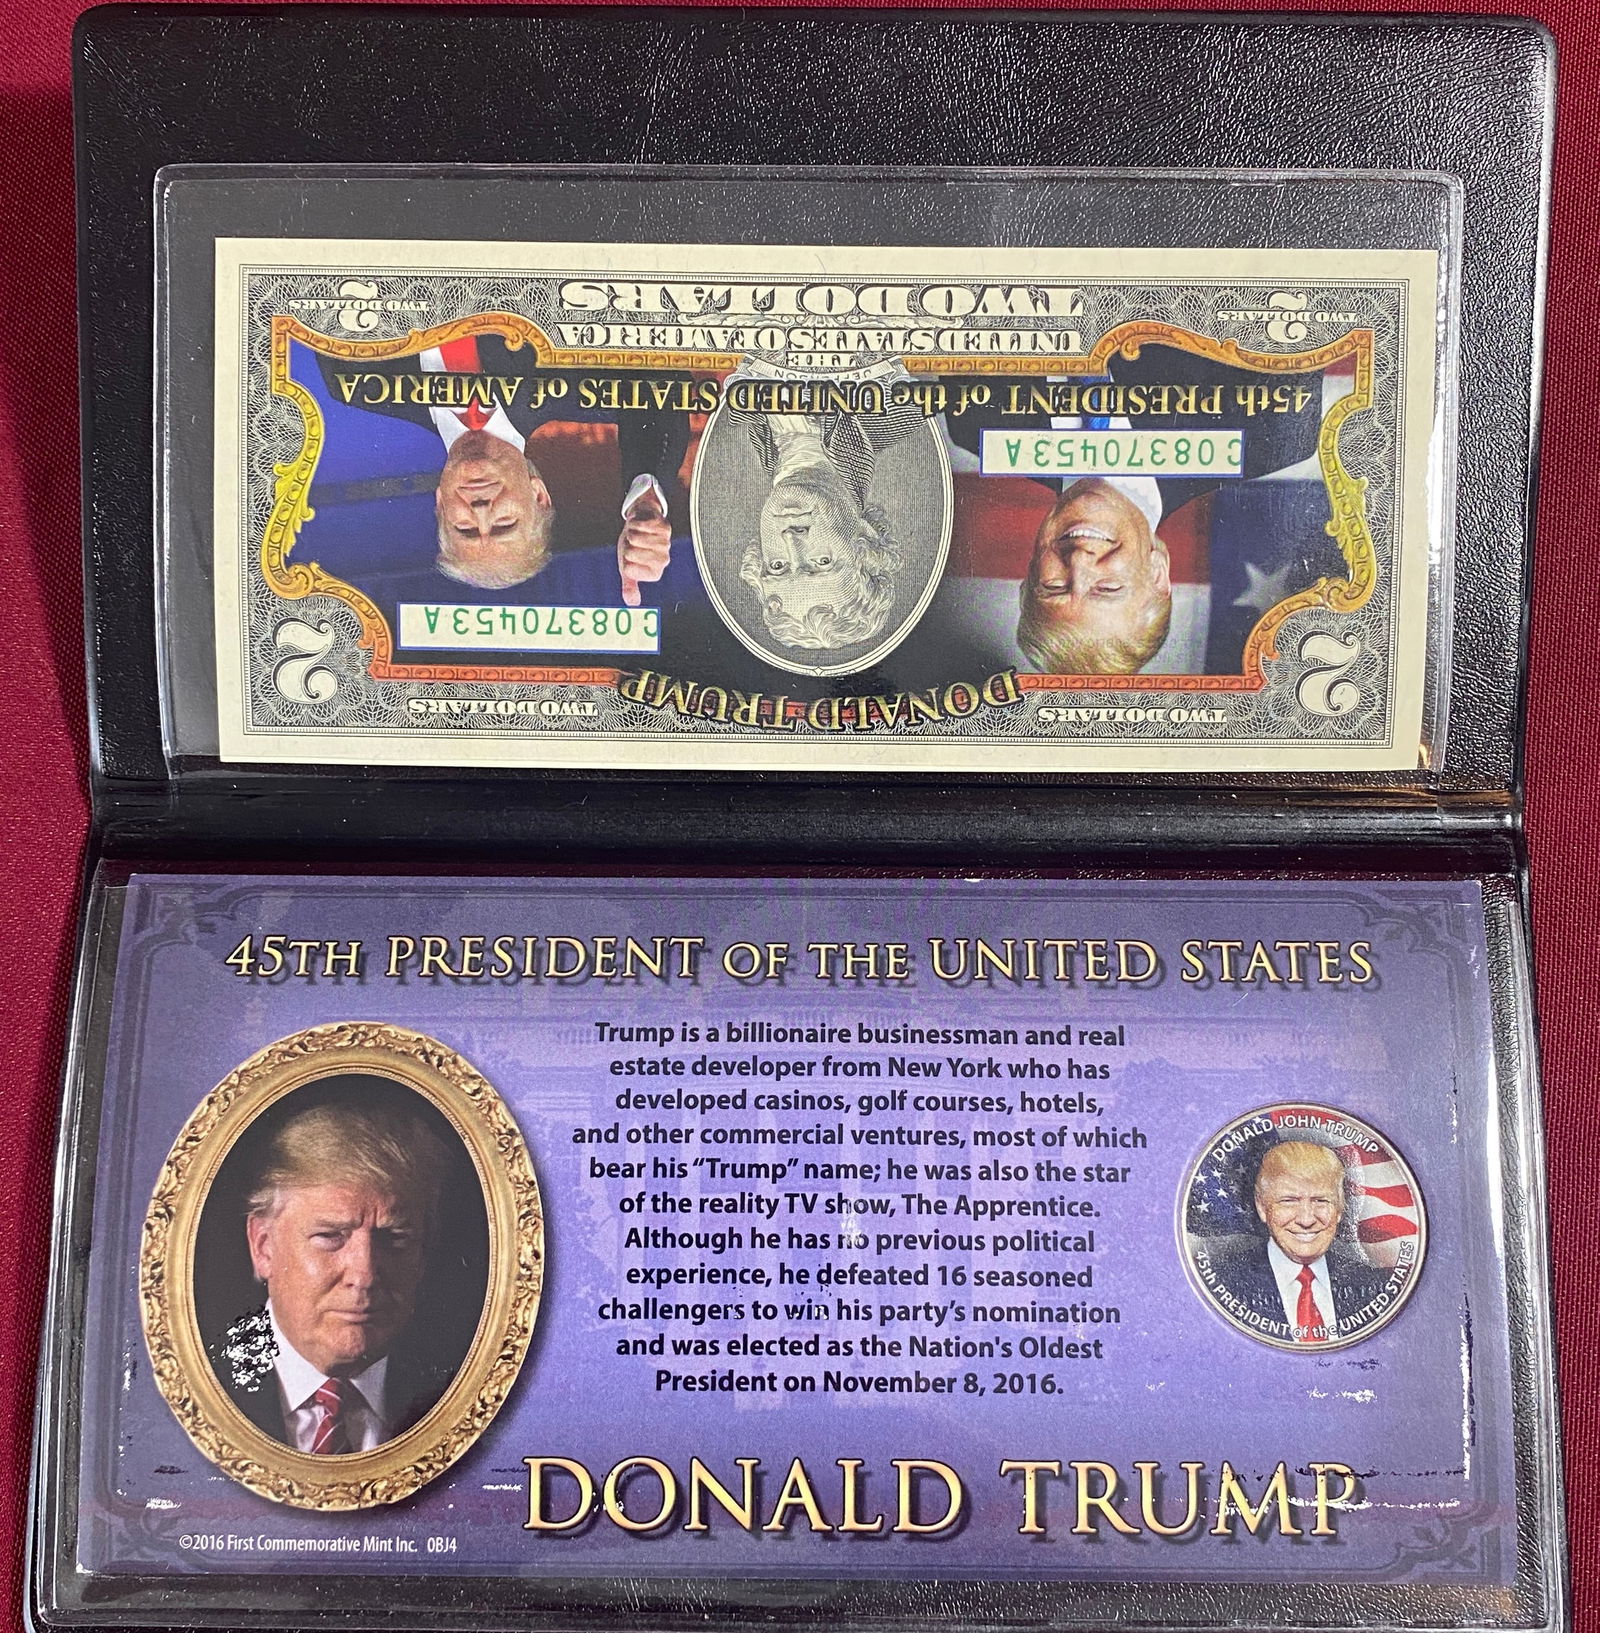 TWO DOLLARS
TWO DOLLARS
2
2
DONALD TRUMP
C 08370453 A
C 08370453 A
45th PRESIDENT of the UNITED STATES of AMERICA
JEFFERSON
THE
UNITED STATES OF AMERICA
TWO DOLLARS
2
TWO DOLLARS
2
TWO DOLLARS
45TH PRESIDENT OF THE UNITED STATES
Trump is a billionaire businessman and real
estate developer from New York who has
developed casinos, golf courses, hotels,
and other commercial ventures, most of which
bear his “Trump” name; he was also the star
of the reality TV show, The Apprentice.
Although he has no previous political
experience, he defeated 16 seasoned
challengers to win his party’s nomination
and was elected as the Nation's Oldest
President on November 8, 2016.
DONALD JOHN TRUMP
45th PRESIDENT of the UNITED STATES
DONALD TRUMP
©2016 First Commemorative Mint Inc. 0BJ4